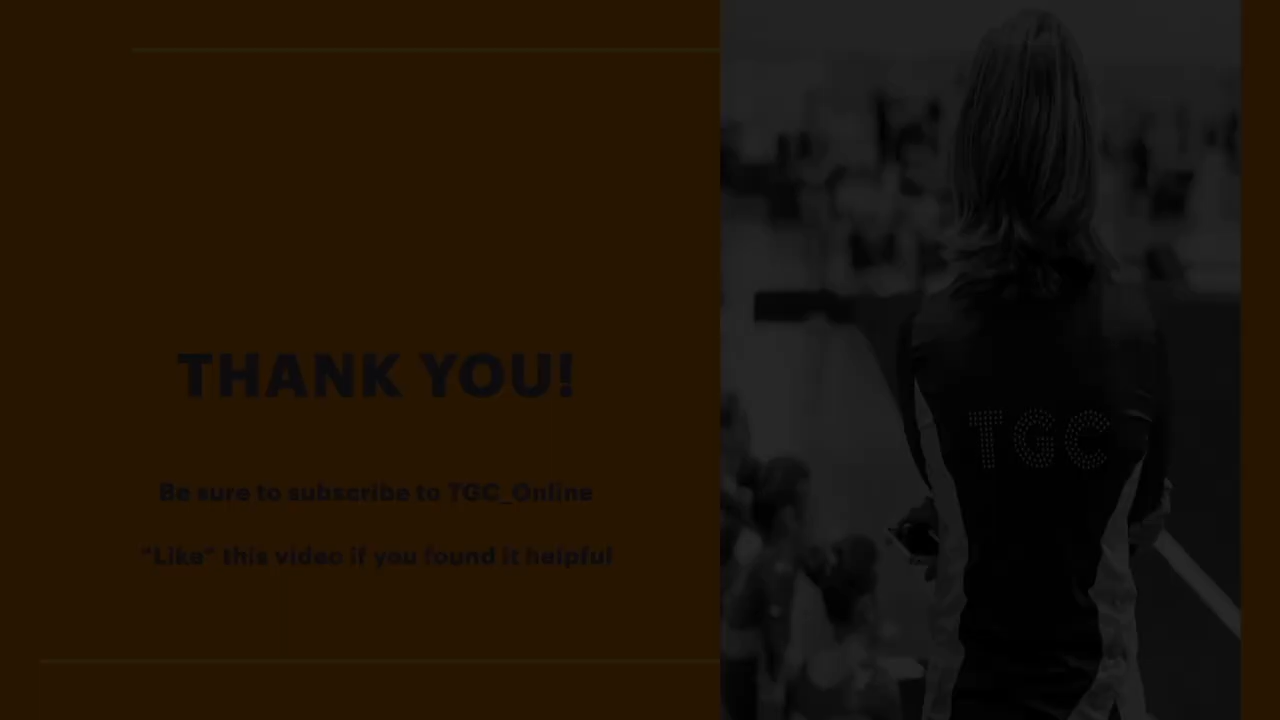 THANK YOU!
Be sure to subscribe to TGC_Online
"Like" this video if you found it helpful
TGC